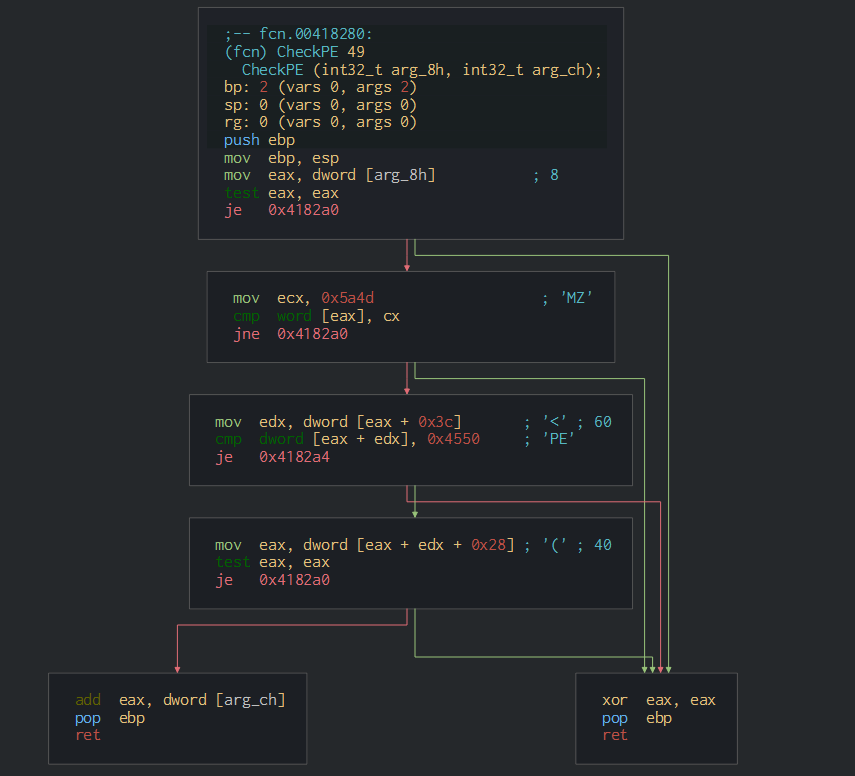 ;-- fcn.00418280:
(fcn) CheckPE 49
CheckPE (int32_t arg_8h, int32_t arg_ch);
bp: 2 (vars 0, args 2)
sp: 0 (vars 0, args 0)
rg: 0 (vars 0, args 0)
push ebp
mov ebp, esp
mov eax, dword [arg_8h] ; 8
test eax, eax
je 0x4182a0
mov ecx, 0x5a4d ; 'MZ'
cmp word [eax], cx
jne 0x4182a0
mov edx, dword [eax + 0x3c] ; '<' ; 60
cmp dword [eax + edx], 0x4550 ; 'PE'
je 0x4182a4
mov eax, dword [eax + edx + 0x28] ; '(' ; 40
test eax, eax
je 0x4182a0
add eax, dword [arg_ch]
pop ebp
ret
xor eax, eax
pop ebp
ret